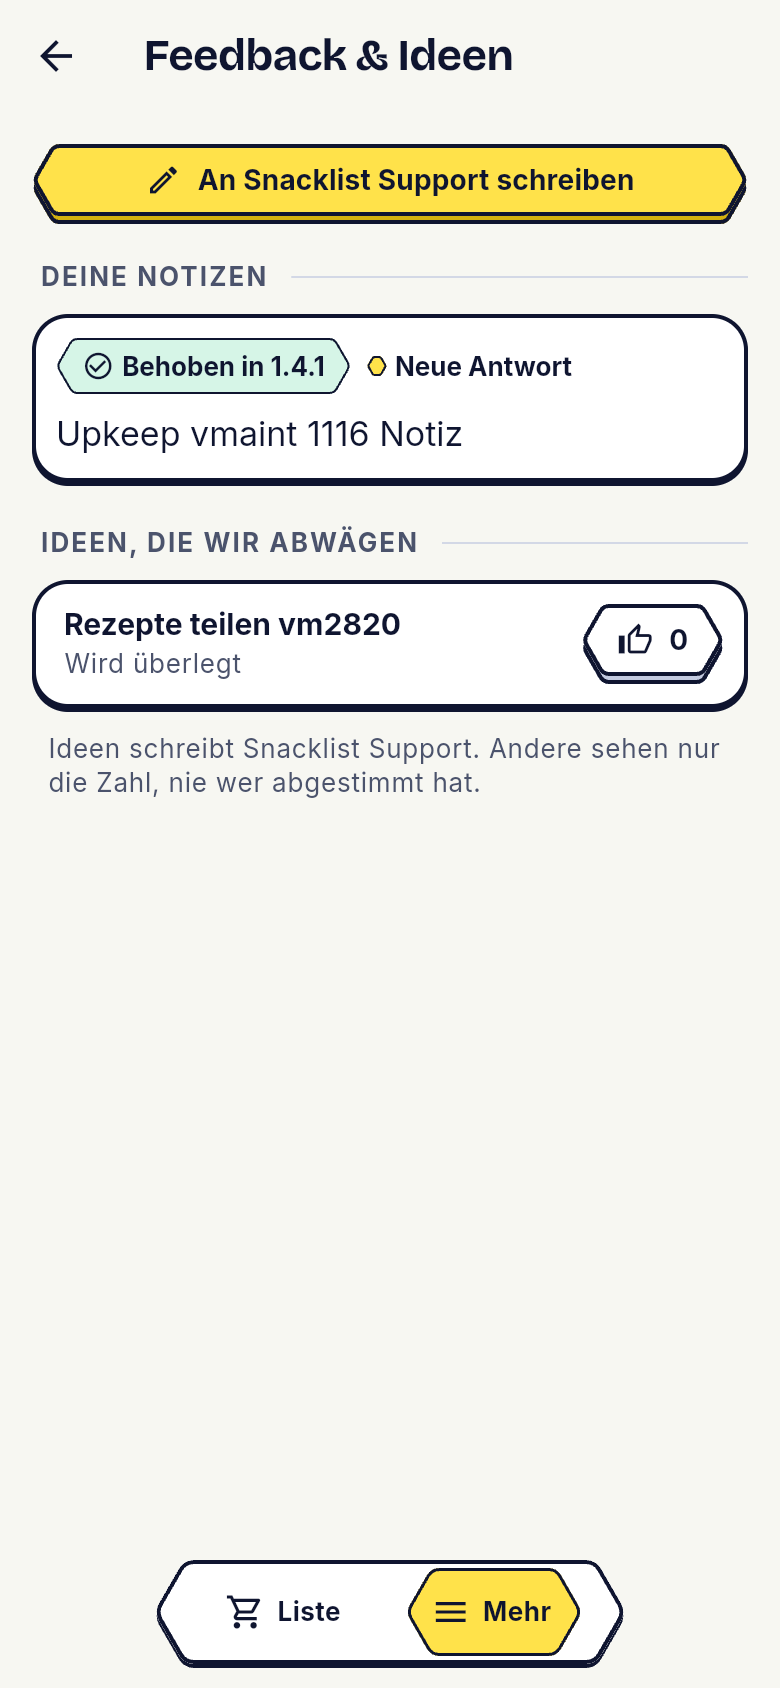 Feedback & Ideen
An Snacklist Support schreiben
DEINE NOTIZEN
Behoben in 1.4.1
Neue Antwort
Upkeep vmaint 1116 Notiz
IDEEN, DIE WIR ABWÄGEN
Rezepte teilen vm2820
Wird überlegt
0
Ideen schreibt Snacklist Support. Andere sehen nur
die Zahl, nie wer abgestimmt hat.
Liste
Mehr